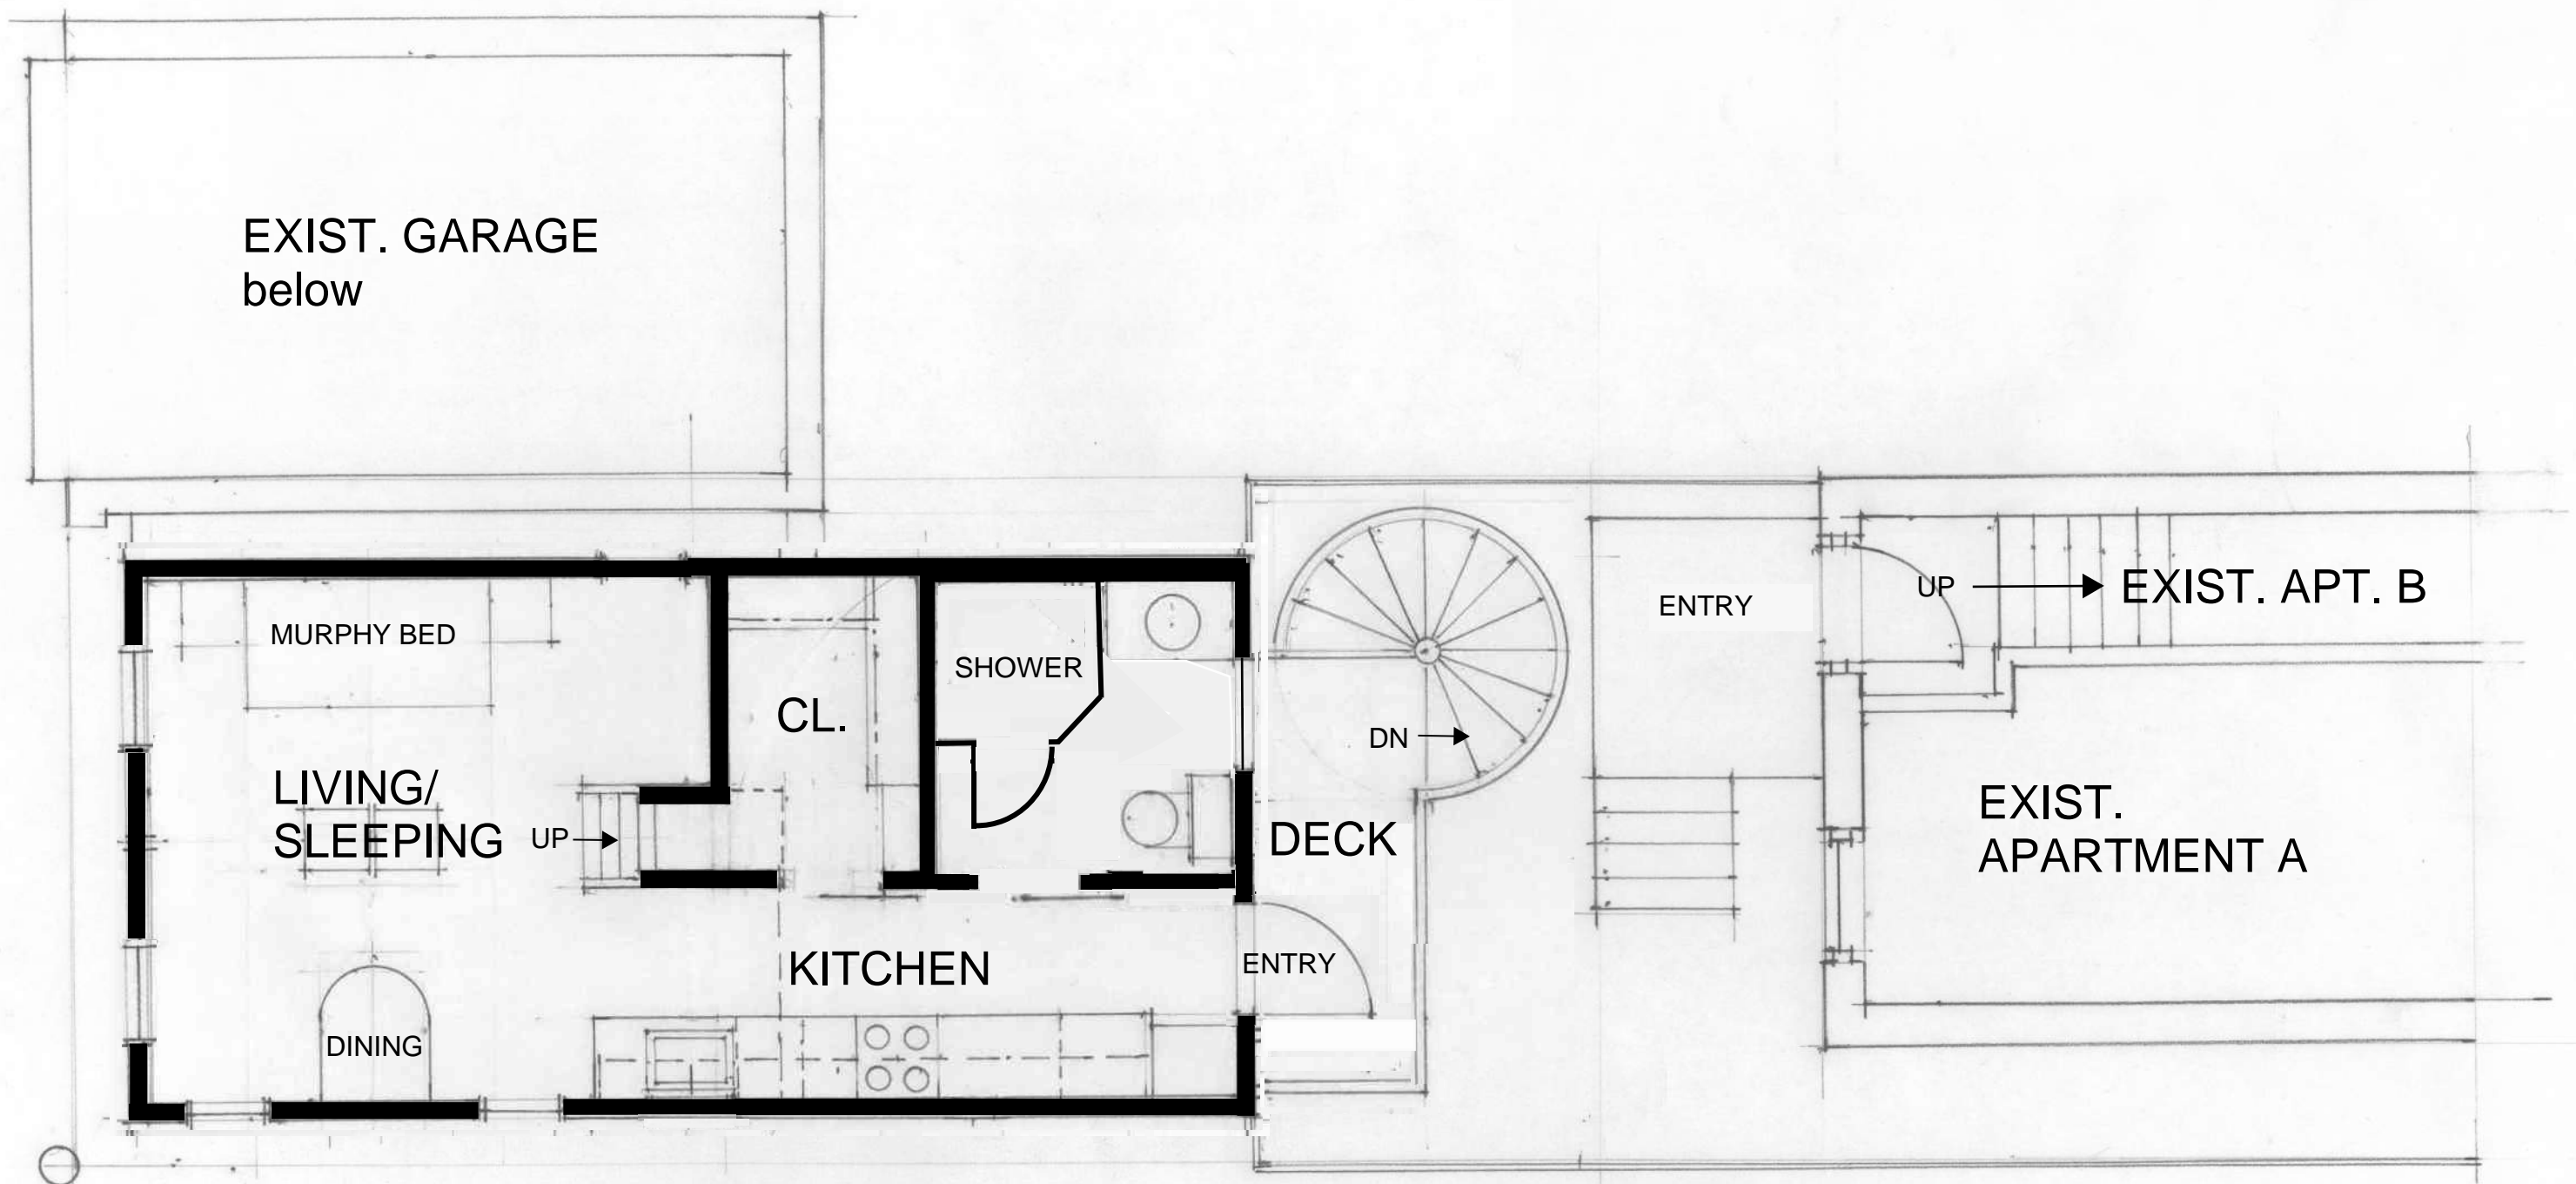 EXIST. GARAGE
below
MURPHY BED
SHOWER
CL.
LIVING/
SLEEPING
UP
DINING
KITCHEN
ENTRY
DECK
DN
ENTRY
UP
EXIST. APT. B
EXIST.
APARTMENT A